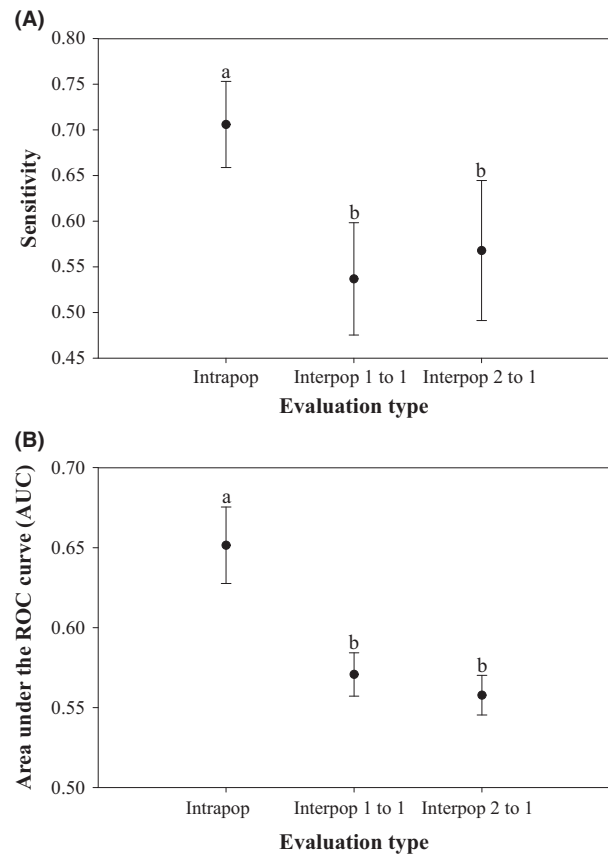 (A)
0.80
0.75
0.70
0.65
0.60
0.55
0.50
0.45
Sensitivity
a
b
b
Intrapop Interpop 1 to 1 Interpop 2 to 1
Evaluation type
(B)
0.70
0.65
0.60
0.55
0.50
Area under the ROC curve (AUC)
a
b
b
Intrapop Interpop 1 to 1 Interpop 2 to 1
Evaluation type